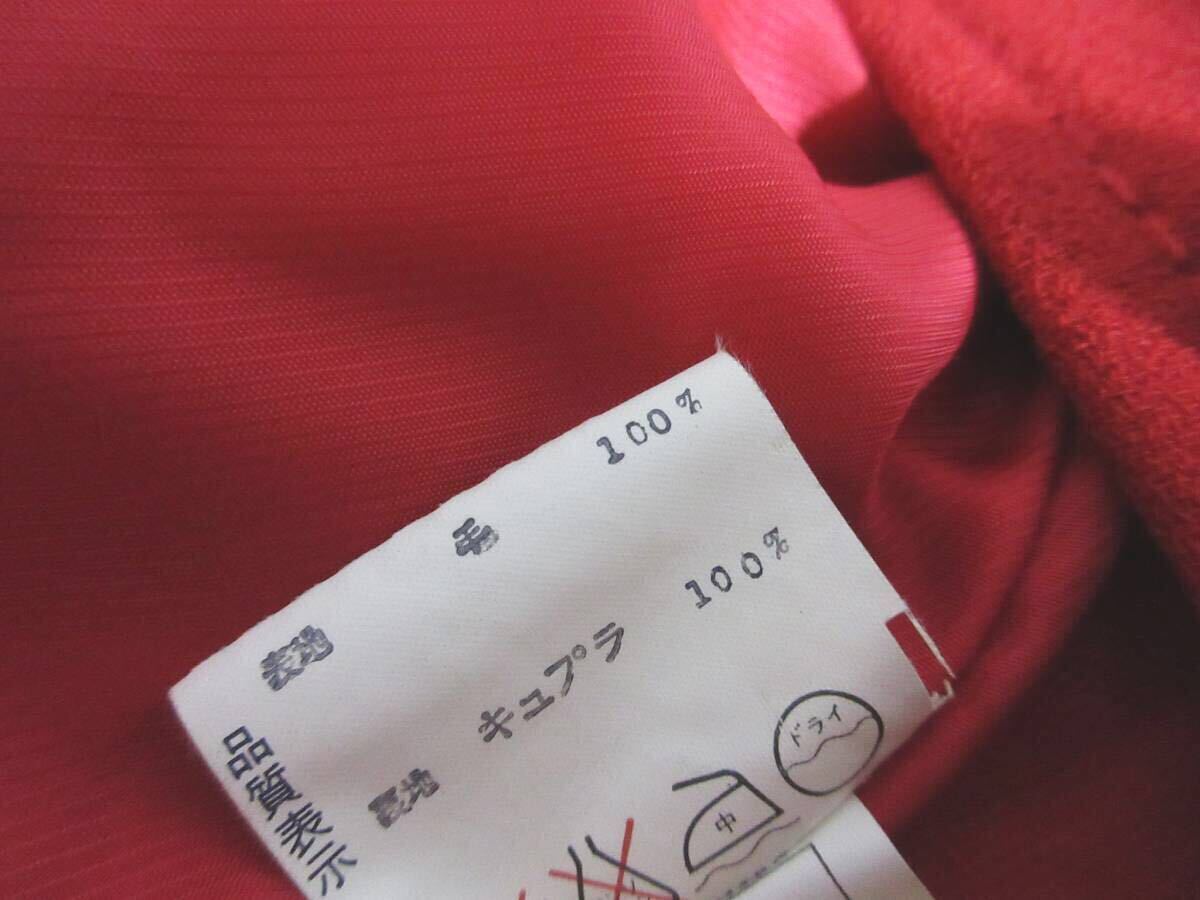 品質表示
表地 毛 100%
裏地 キュプラ 100%
中
ドライ